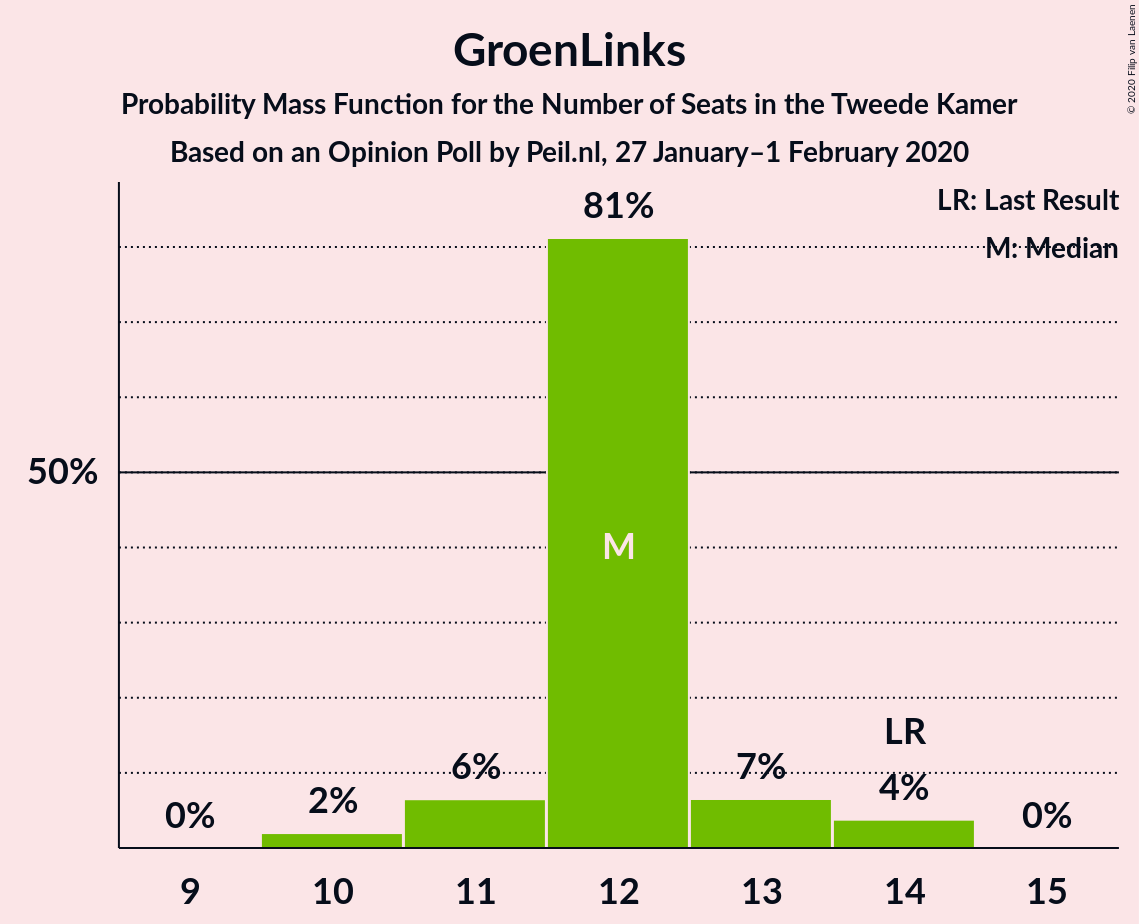 GroenLinks
Probability Mass Function for the Number of Seats in the Tweede Kamer
Based on an Opinion Poll by Peil.nl, 27 January–1 February 2020
© 2020 Filip van Laenen
LR: Last Result
M: Median
81%
50%
M
LR
0%
2%
6%
7%
4%
0%
9
10
11
12
13
14
15